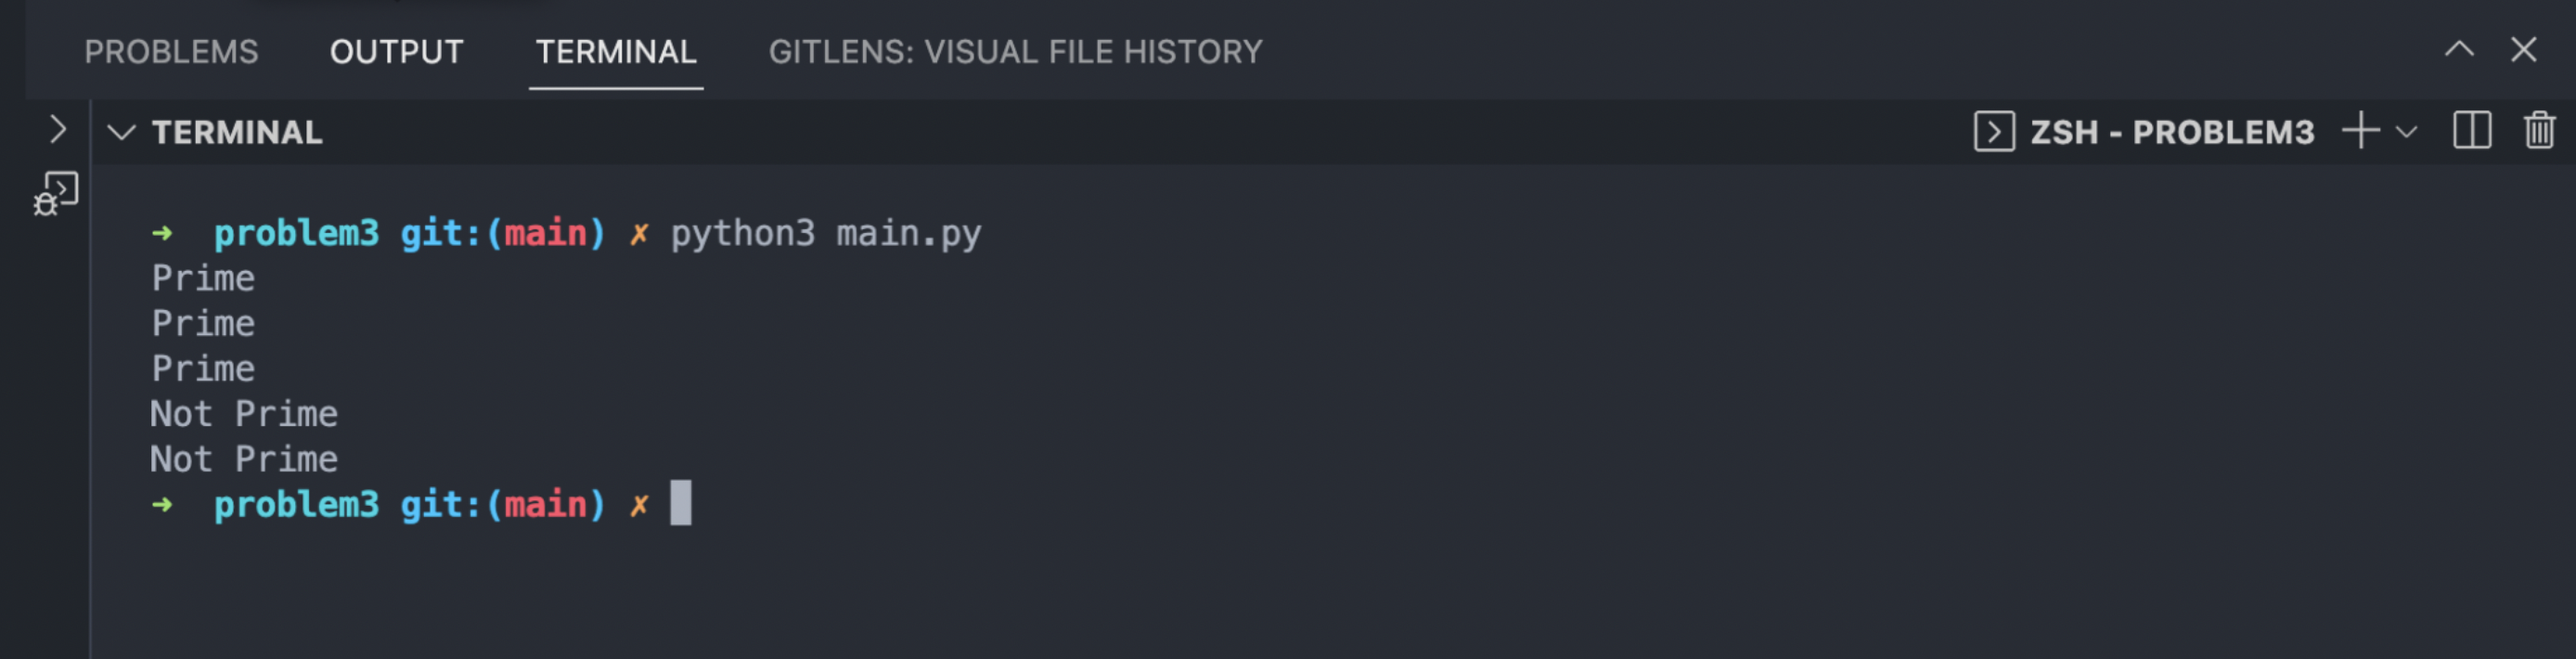 PROBLEMS OUTPUT TERMINAL GITLENS: VISUAL FILE HISTORY
TERMINAL ZSH - PROBLEM3
➜ problem3 git:(main) ✗ python3 main.py
Prime
Prime
Prime
Not Prime
Not Prime
➜ problem3 git:(main) ✗